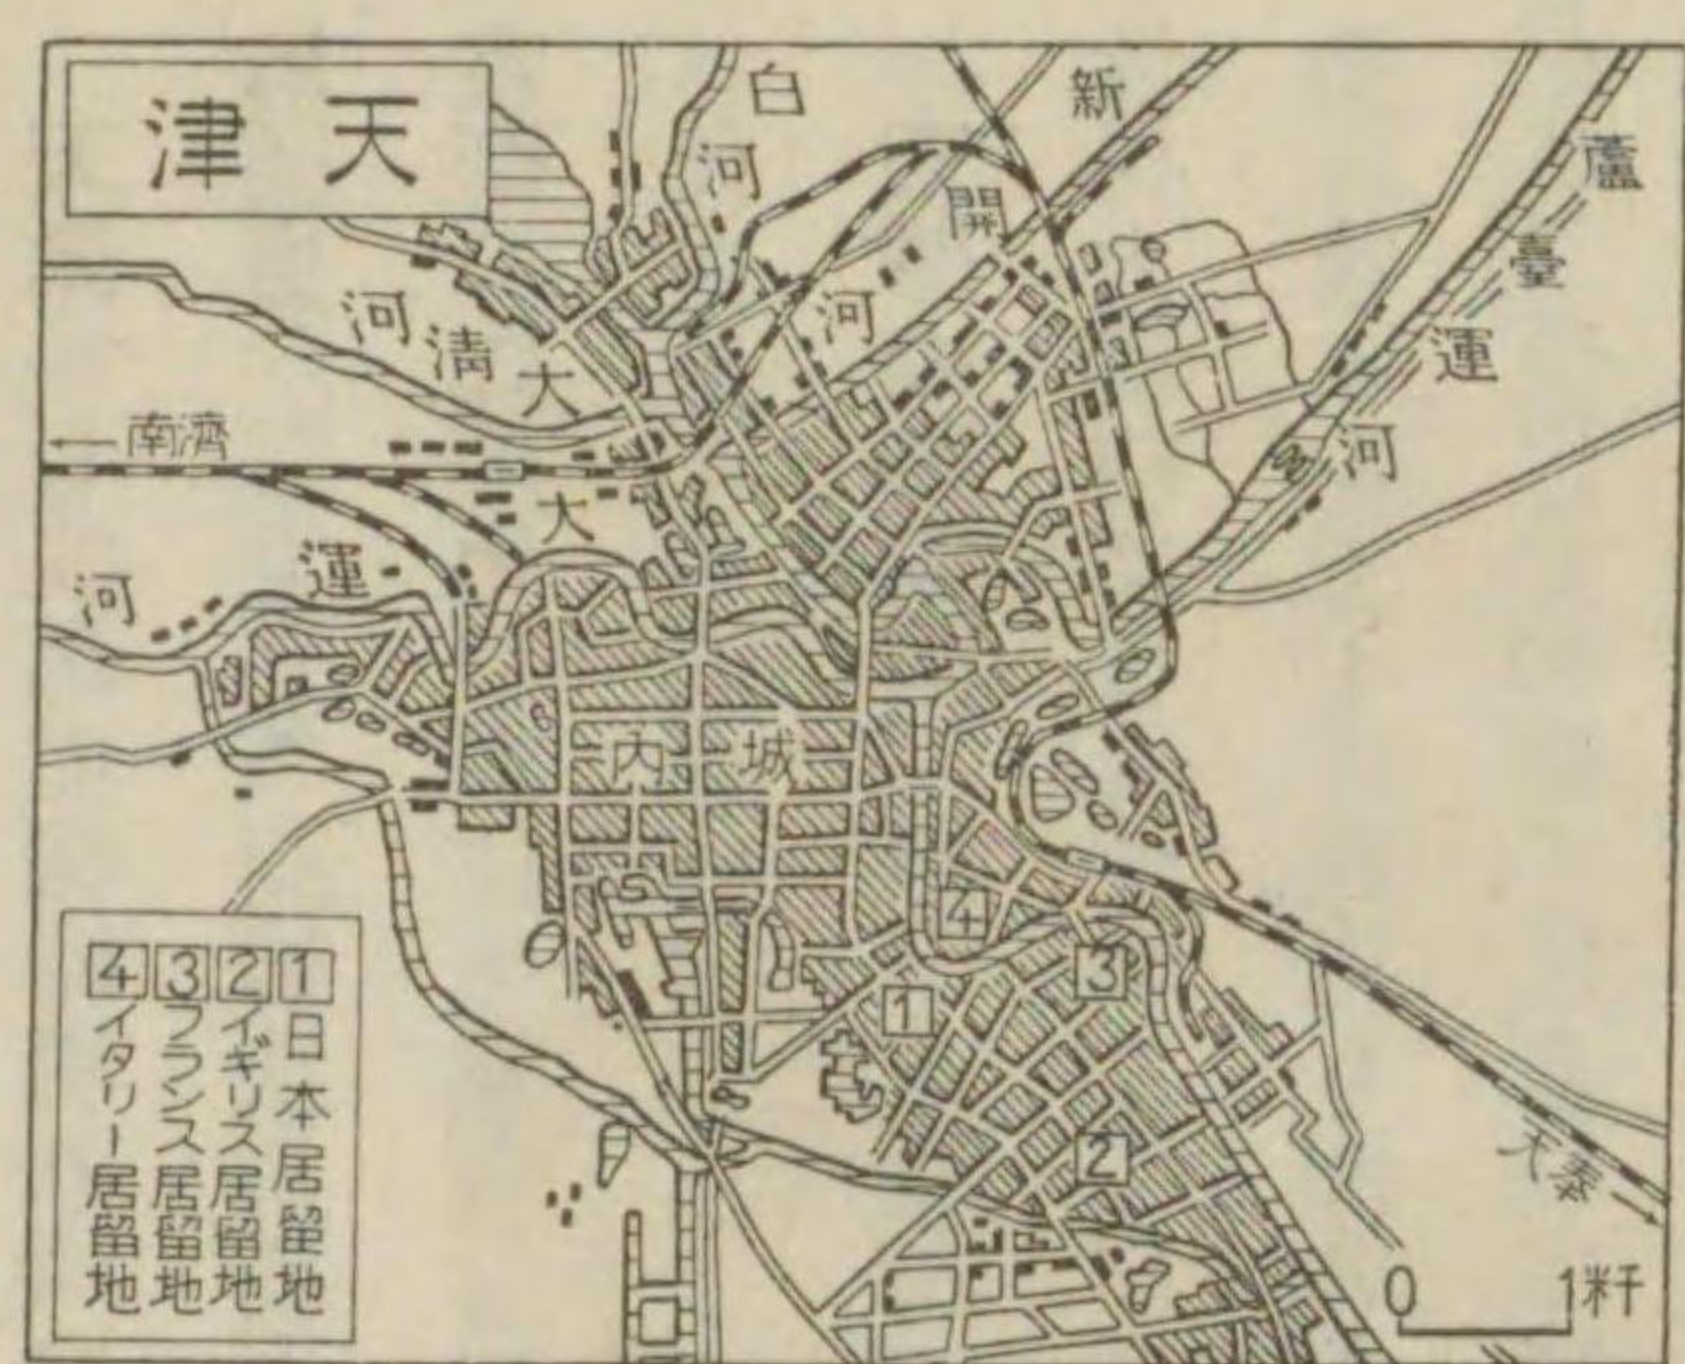 天津
白河
新開河
蘆臺運河
大清河
濟南
大運河
城内
1
2
3
4
奉天
1日本居留地
2イギリス居留地
3フランス居留地
4イタリー居留地
0 1粁